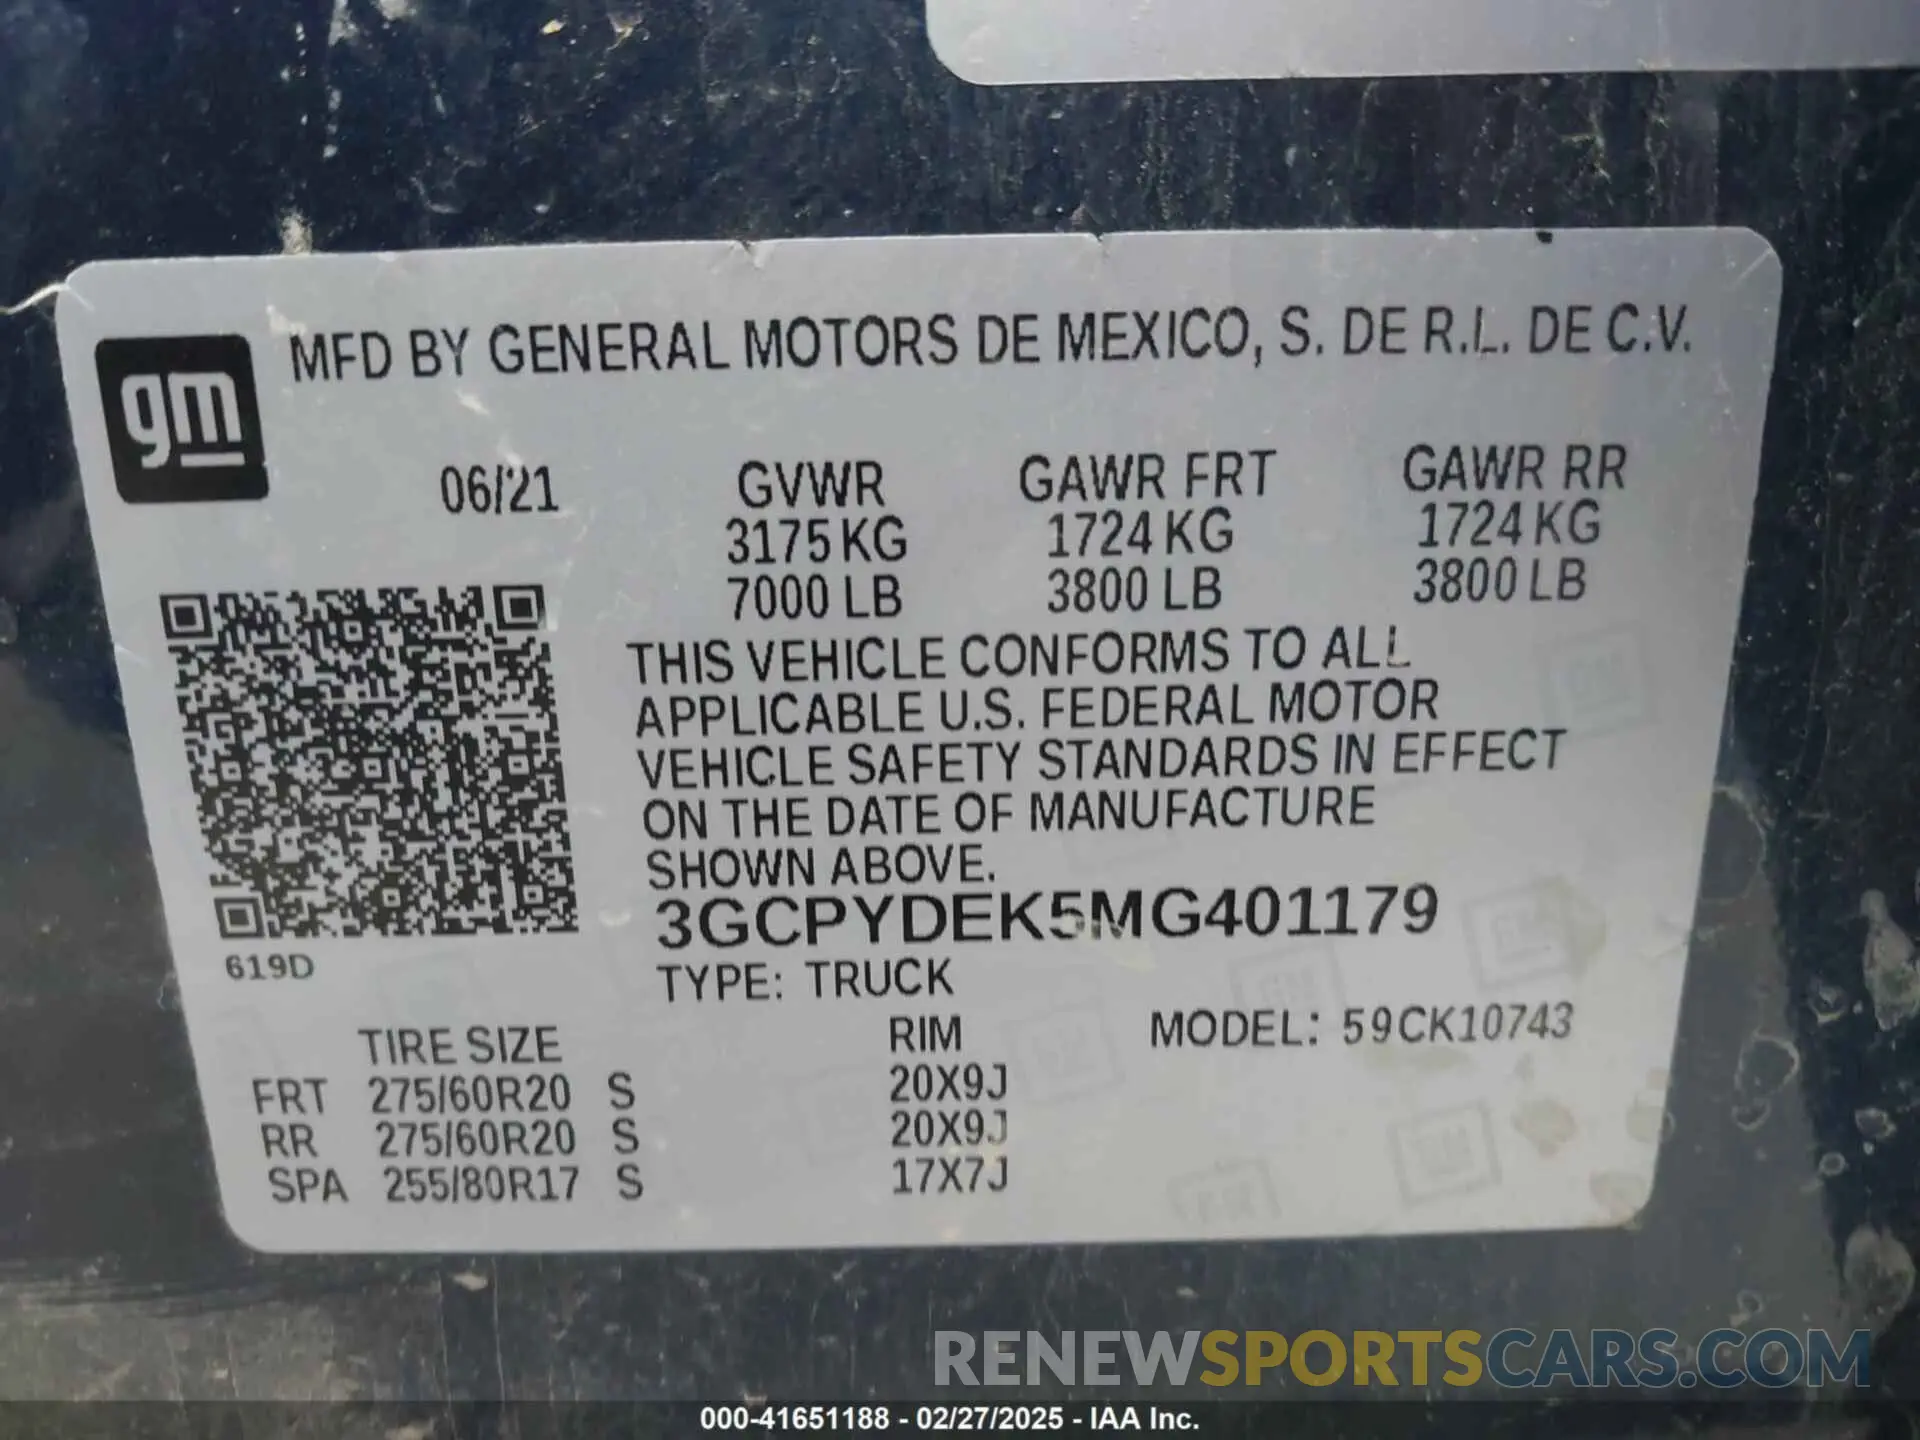 gm
MFD BY GENERAL MOTORS DE MEXICO, S. DE R.L. DE C.V.
06/21 GVWR GAWR FRT GAWR RR
3175 KG 1724 KG 1724 KG
7000 LB 3800 LB 3800 LB
THIS VEHICLE CONFORMS TO ALL
APPLICABLE U.S. FEDERAL MOTOR
VEHICLE SAFETY STANDARDS IN EFFECT
ON THE DATE OF MANUFACTURE
SHOWN ABOVE.
3GCPYDEK5MG401179
619D
TYPE: TRUCK
TIRE SIZE RIM MODEL: 59CK10743
FRT 275/60R20 S 20X9J
RR 275/60R20 S 20X9J
SPA 255/80R17 S 17X7J
RENEWSPORTSCARS.COM
000-41651188 - 02/27/2025 - IAA Inc.